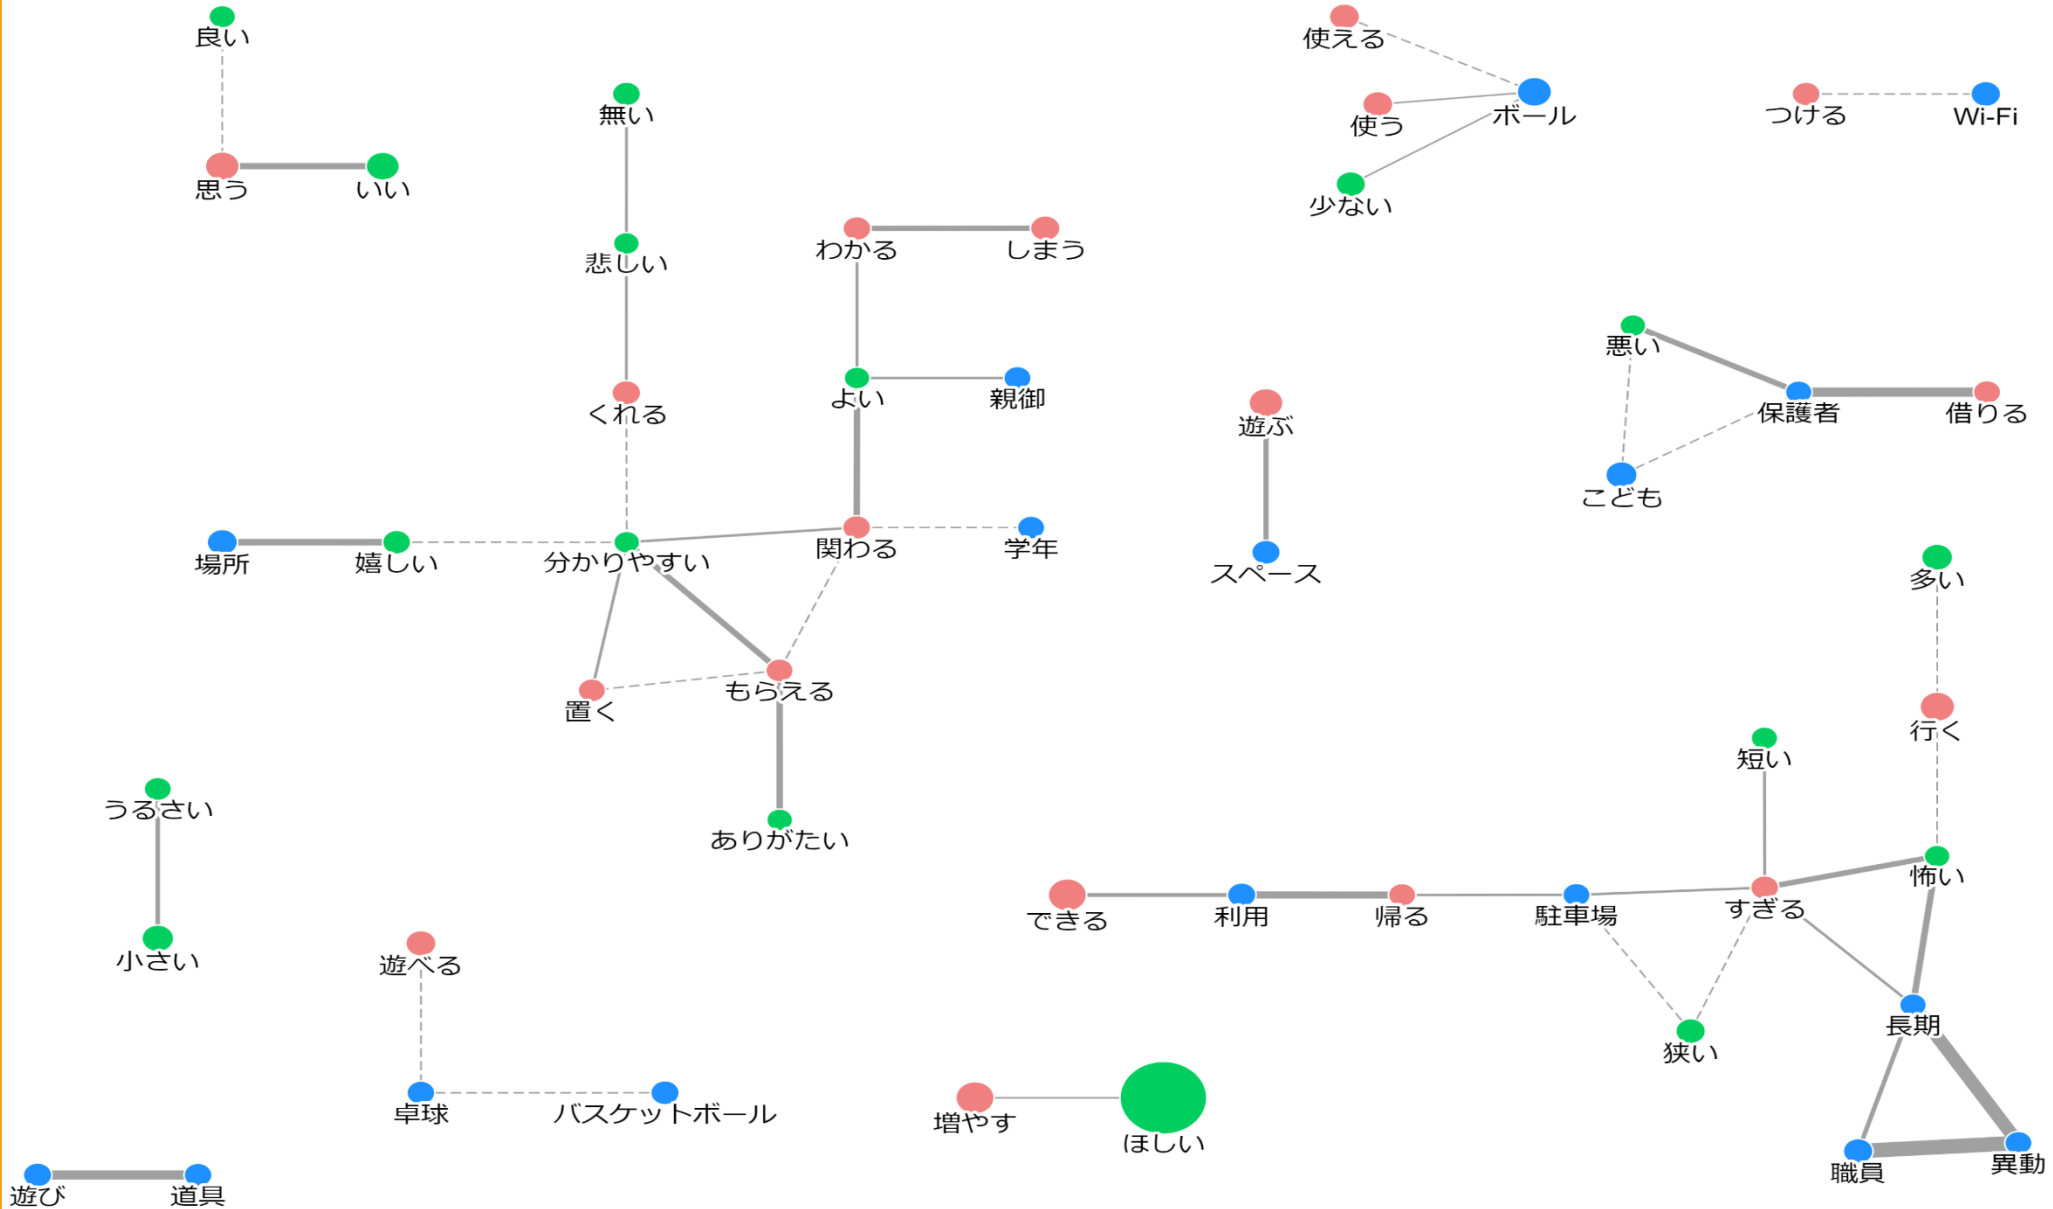 良い
使える
無い
ボール
つける
Wi-Fi
使う
思う
いい
少ない
わかる
しまう
悲しい
悪い
よい
親御
くれる
遊ぶ
保護者
借りる
こども
場所
嬉しい
分かりやすい
関わる
学年
スペース
多い
置く
もらえる
行く
短い
うるさい
ありがたい
怖い
できる
利用
帰る
駐車場
すぎる
小さい
遊べる
長期
狭い
卓球
バスケットボール
増やす
ほしい
職員
異動
遊び
道具